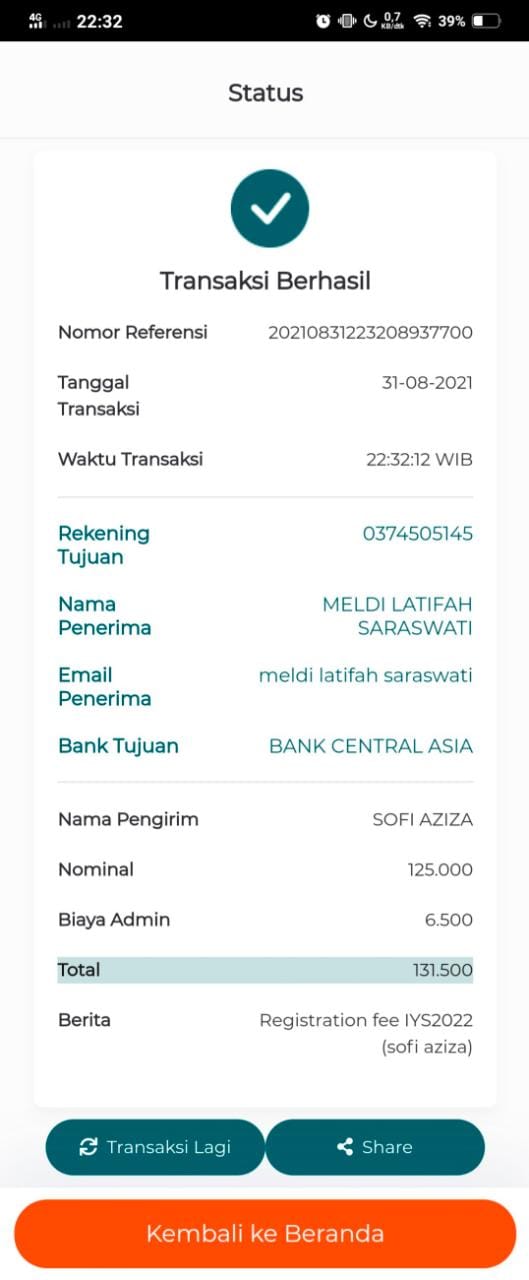 4G 22:32 0,7 KB/dtk 39%
Status
Transaksi Berhasil
Nomor Referensi 20210831223208937700
Tanggal Transaksi 31-08-2021
Waktu Transaksi 22:32:12 WIB
Rekening Tujuan 0374505145
Nama Penerima MELDI LATIFAH SARASWATI
Email Penerima meldi latifah saraswati
Bank Tujuan BANK CENTRAL ASIA
Nama Pengirim SOFI AZIZA
Nominal 125.000
Biaya Admin 6.500
Total 131.500
Berita Registration fee IYS2022 (sofi aziza)
Transaksi Lagi Share
Kembali ke Beranda